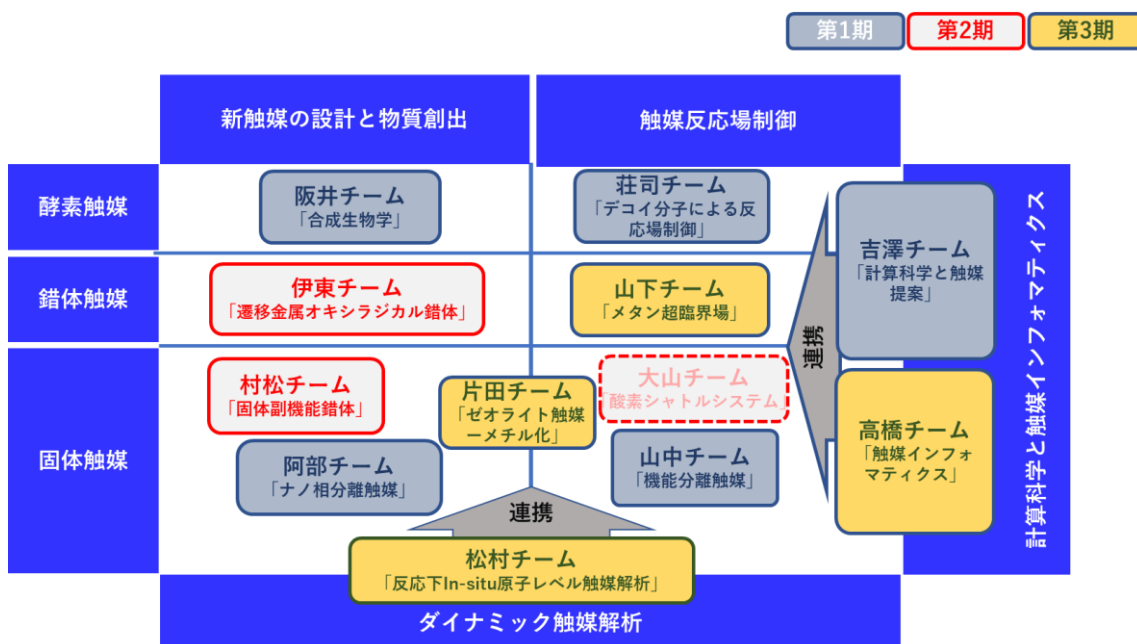 第1期
第2期
第3期
新触媒の設計と物質創出
触媒反応場制御
酵素触媒
阪井チーム
「合成生物学」
荘司チーム
「デコイ分子による反
応場制御」
錯体触媒
伊東チーム
「遷移金属オキシラジカル錯体」
山下チーム
「メタン超臨界場」
固体触媒
村松チーム
「固体副機能錯体」
片田チーム
「ゼオライト触媒
ーメチル化」
大山チーム
「酸素シャトルシステム」
阿部チーム
「ナノ相分離触媒」
山中チーム
「機能分離触媒」
連携
吉澤チーム
「計算科学と触媒
提案」
高橋チーム
「触媒インフォ
マティクス」
計算科学と触媒インフォマティクス
連携
松村チーム
「反応下In-situ原子レベル触媒解析」
ダイナミック触媒解析